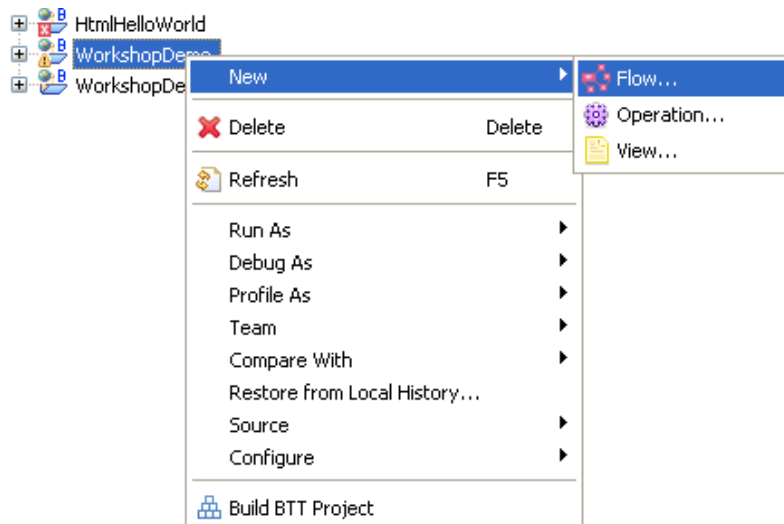 HtmlHelloWorld
WorkshopDemo
WorkshopDe
New
Flow...
Operation...
View...
Delete Delete
Refresh F5
Run As
Debug As
Profile As
Team
Compare With
Restore from Local History...
Source
Configure
Build BTT Project